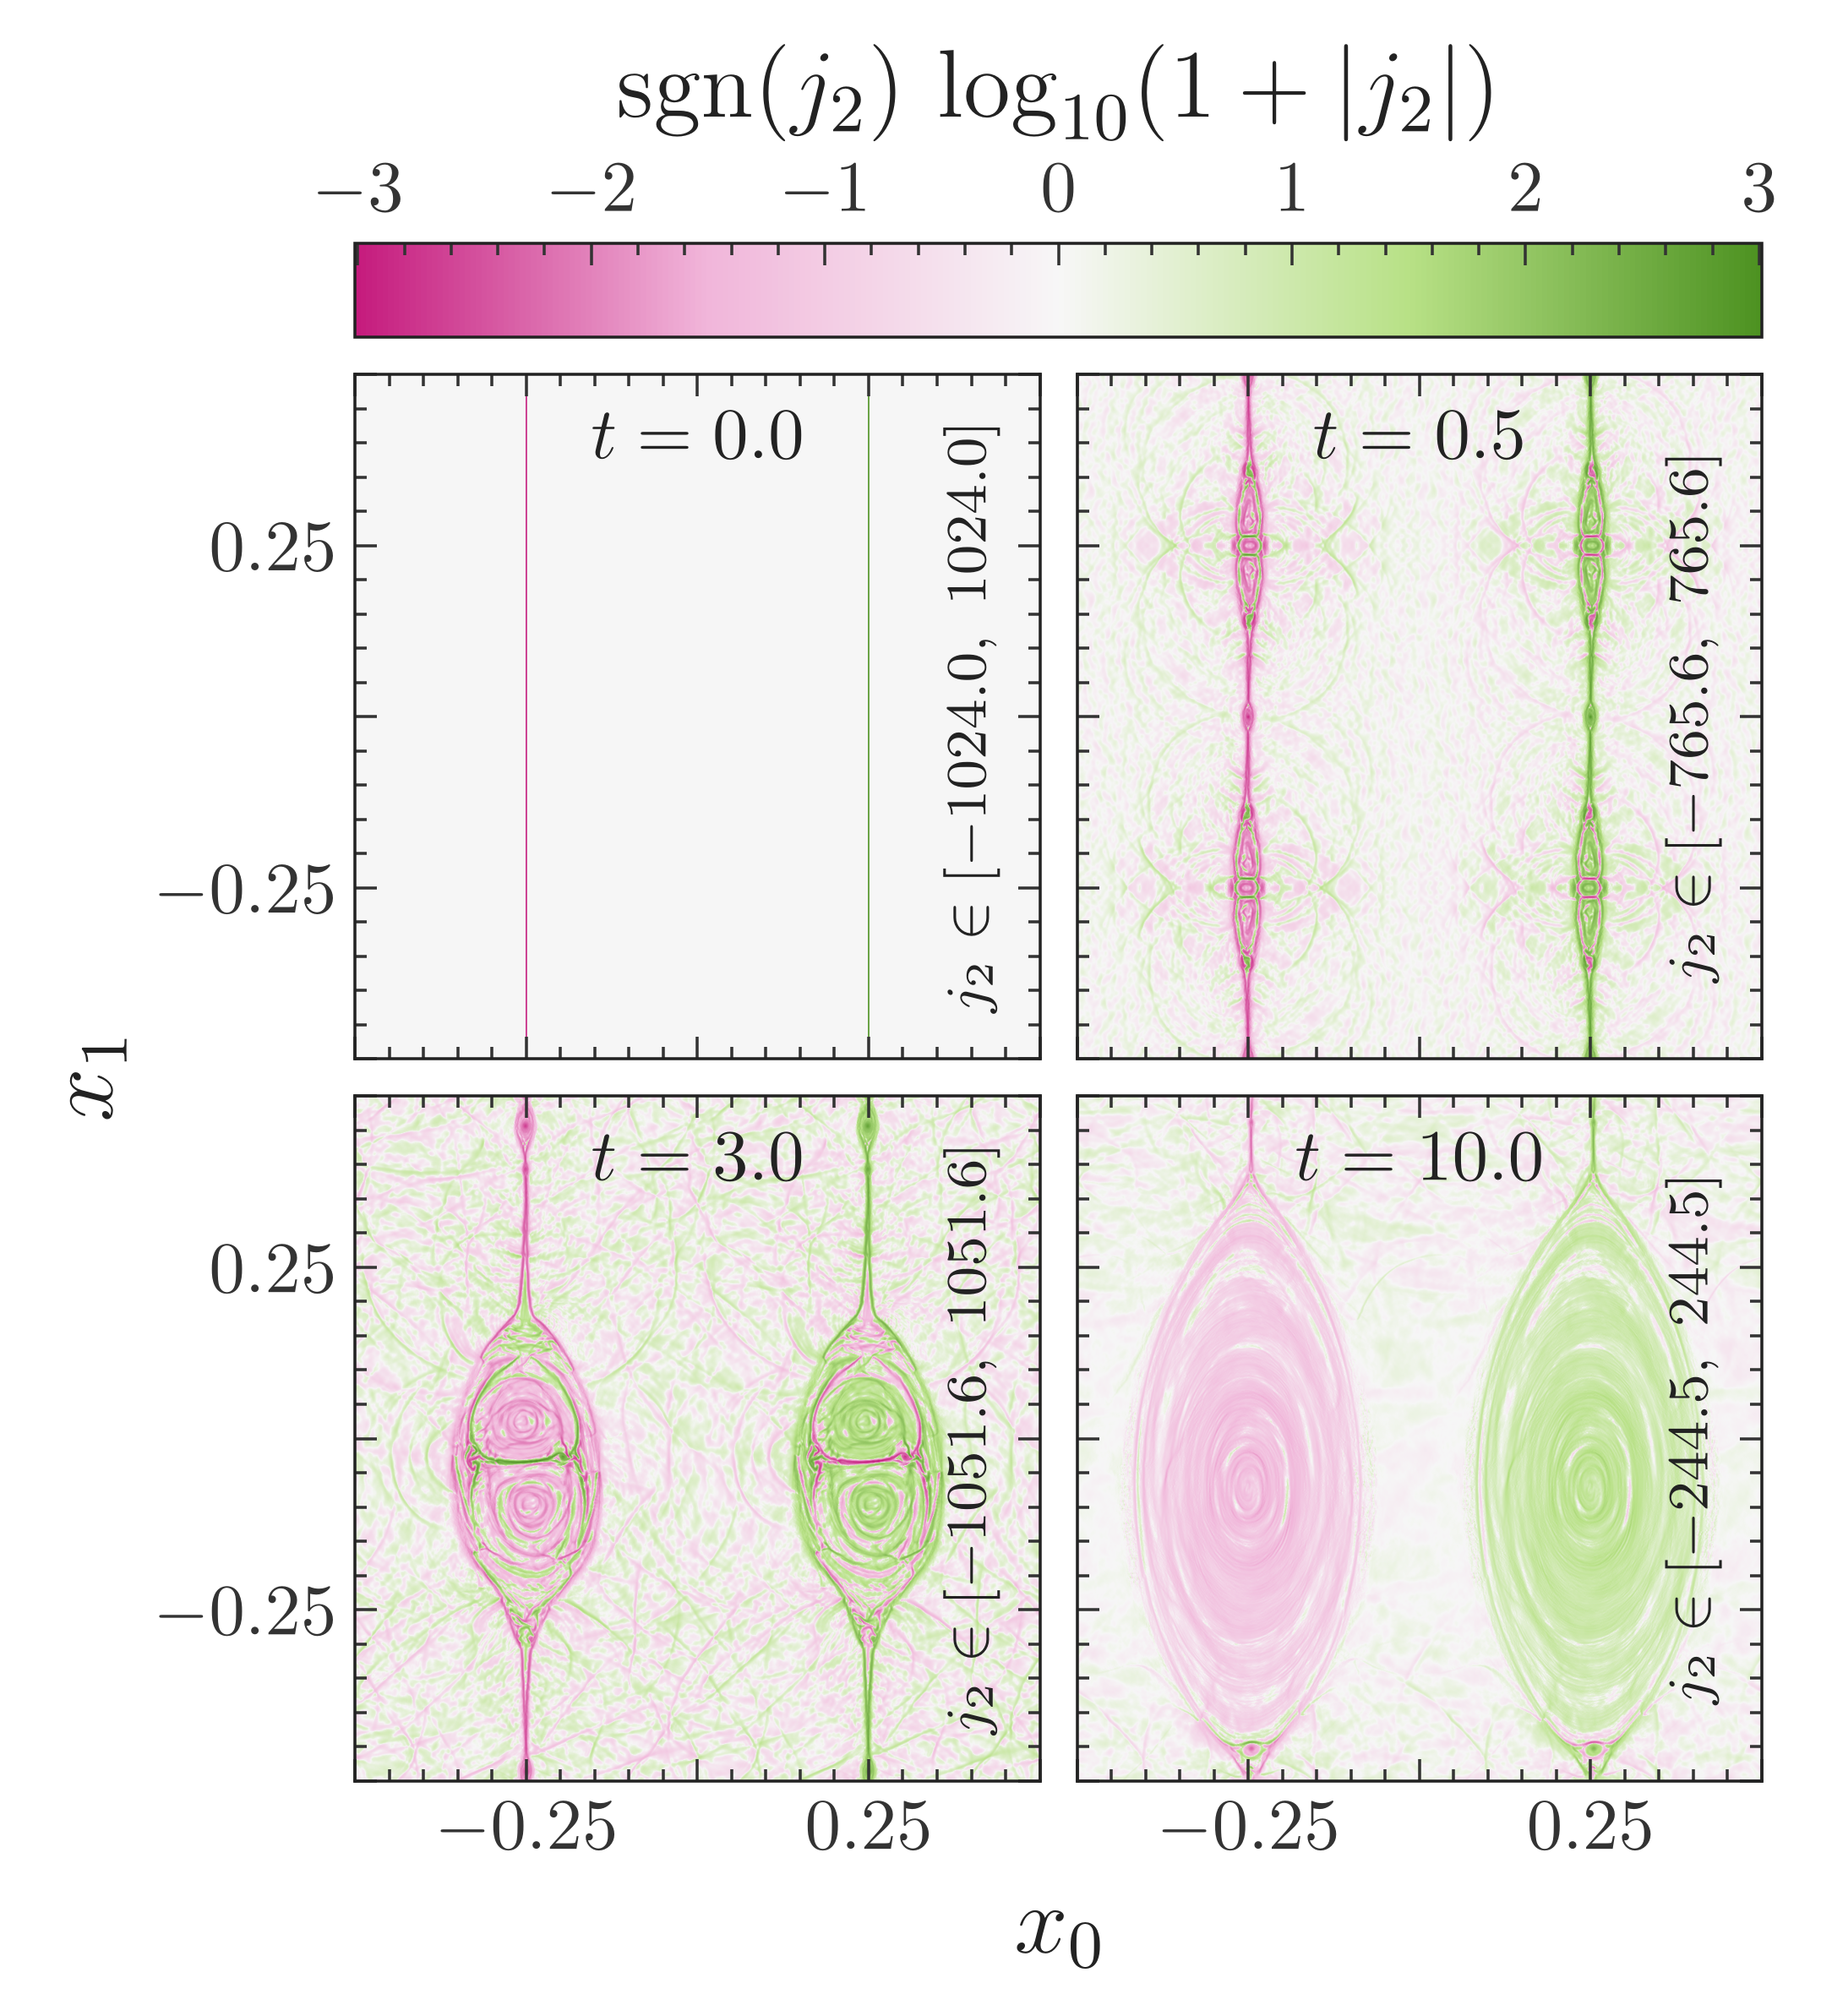 sgn(j₂) log₁₀(1 + |j₂|)
−3 −2 −1 0 1 2 3
t = 0.0
j₂ ∈ [−1024.0, 1024.0]
t = 0.5
j₂ ∈ [−765.6, 765.6]
0.25
−0.25
x₁
t = 3.0
j₂ ∈ [−1051.6, 1051.6]
t = 10.0
j₂ ∈ [−244.5, 244.5]
0.25
−0.25
−0.25 0.25 −0.25 0.25
x₀